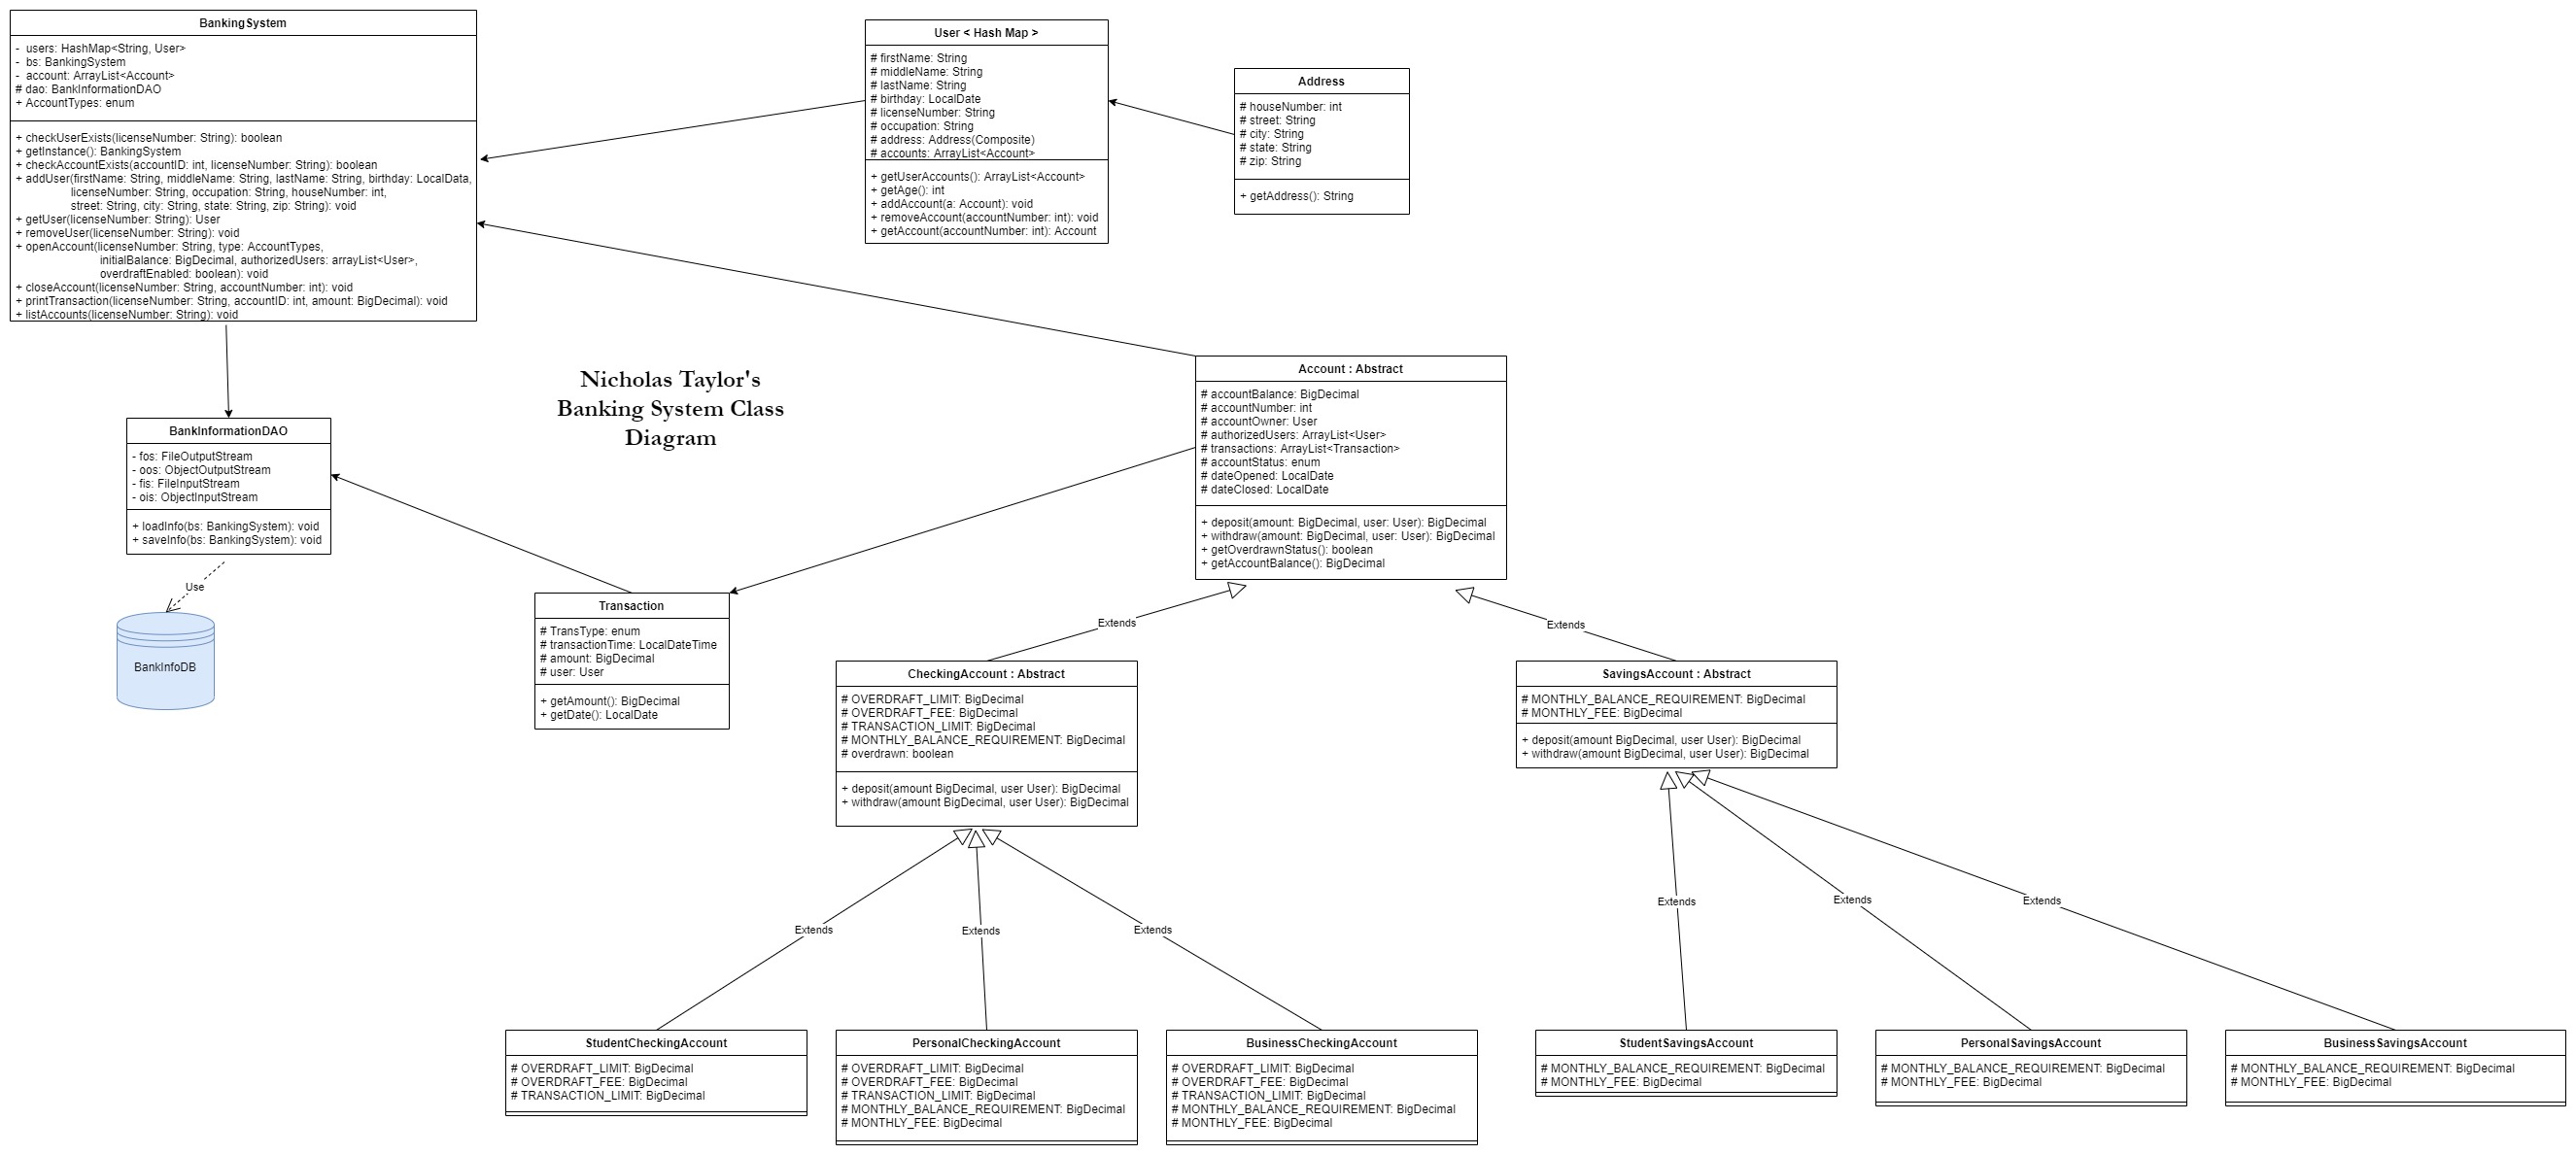 BankingSystem
- users: HashMap<String, User>
- bs: BankingSystem
- account: ArrayList<Account>
# dao: BankInformationDAO
+ AccountTypes: enum
+ checkUserExists(licenseNumber: String): boolean
+ getInstance(): BankingSystem
+ checkAccountExists(accountID: int, licenseNumber: String): boolean
+ addUser(firstName: String, middleName: String, lastName: String, birthday: LocalData,
licenseNumber: String, occupation: String, houseNumber: int,
street: String, city: String, state: String, zip: String): void
+ getUser(licenseNumber: String): User
+ removeUser(licenseNumber: String): void
+ openAccount(licenseNumber: String, type: AccountTypes,
initialBalance: BigDecimal, authorizedUsers: arrayList<User>,
overdraftEnabled: boolean): void
+ closeAccount(licenseNumber: String, accountNumber: int): void
+ printTransaction(licenseNumber: String, accountID: int, amount: BigDecimal): void
+ listAccounts(licenseNumber: String): void
User < Hash Map >
# firstName: String
# middleName: String
# lastName: String
# birthday: LocalDate
# licenseNumber: String
# occupation: String
# address: Address(Composite)
# accounts: ArrayList<Account>
+ getUserAccounts(): ArrayList<Account>
+ getAge(): int
+ addAccount(a: Account): void
+ removeAccount(accountNumber: int): void
+ getAccount(accountNumber: int): Account
Address
# houseNumber: int
# street: String
# city: String
# state: String
# zip: String
+ getAddress(): String
Nicholas Taylor's
Banking System Class
Diagram
Account : Abstract
# accountBalance: BigDecimal
# accountNumber: int
# accountOwner: User
# authorizedUsers: ArrayList<User>
# transactions: ArrayList<Transaction>
# accountStatus: enum
# dateOpened: LocalDate
# dateClosed: LocalDate
+ deposit(amount: BigDecimal, user: User): BigDecimal
+ withdraw(amount: BigDecimal, user: User): BigDecimal
+ getOverdrawnStatus(): boolean
+ getAccountBalance(): BigDecimal
BankInformationDAO
- fos: FileOutputStream
- oos: ObjectOutputStream
- fis: FileInputStream
- ois: ObjectInputStream
+ loadInfo(bs: BankingSystem): void
+ saveInfo(bs: BankingSystem): void
Use
BankInfoDB
Transaction
# TransType: enum
# transactionTime: LocalDateTime
# amount: BigDecimal
# user: User
+ getAmount(): BigDecimal
+ getDate(): LocalDate
Extends
Extends
CheckingAccount : Abstract
# OVERDRAFT_LIMIT: BigDecimal
# OVERDRAFT_FEE: BigDecimal
# TRANSACTION_LIMIT: BigDecimal
# MONTHLY_BALANCE_REQUIREMENT: BigDecimal
# overdrawn: boolean
+ deposit(amount BigDecimal, user User): BigDecimal
+ withdraw(amount BigDecimal, user User): BigDecimal
SavingsAccount : Abstract
# MONTHLY_BALANCE_REQUIREMENT: BigDecimal
# MONTHLY_FEE: BigDecimal
+ deposit(amount BigDecimal, user User): BigDecimal
+ withdraw(amount BigDecimal, user User): BigDecimal
Extends
Extends
Extends
Extends
Extends
Extends
StudentCheckingAccount
# OVERDRAFT_LIMIT: BigDecimal
# OVERDRAFT_FEE: BigDecimal
# TRANSACTION_LIMIT: BigDecimal
PersonalCheckingAccount
# OVERDRAFT_LIMIT: BigDecimal
# OVERDRAFT_FEE: BigDecimal
# TRANSACTION_LIMIT: BigDecimal
# MONTHLY_BALANCE_REQUIREMENT: BigDecimal
# MONTHLY_FEE: BigDecimal
BusinessCheckingAccount
# OVERDRAFT_LIMIT: BigDecimal
# OVERDRAFT_FEE: BigDecimal
# TRANSACTION_LIMIT: BigDecimal
# MONTHLY_BALANCE_REQUIREMENT: BigDecimal
# MONTHLY_FEE: BigDecimal
StudentSavingsAccount
# MONTHLY_BALANCE_REQUIREMENT: BigDecimal
# MONTHLY_FEE: BigDecimal
PersonalSavingsAccount
# MONTHLY_BALANCE_REQUIREMENT: BigDecimal
# MONTHLY_FEE: BigDecimal
BusinessSavingsAccount
# MONTHLY_BALANCE_REQUIREMENT: BigDecimal
# MONTHLY_FEE: BigDecimal